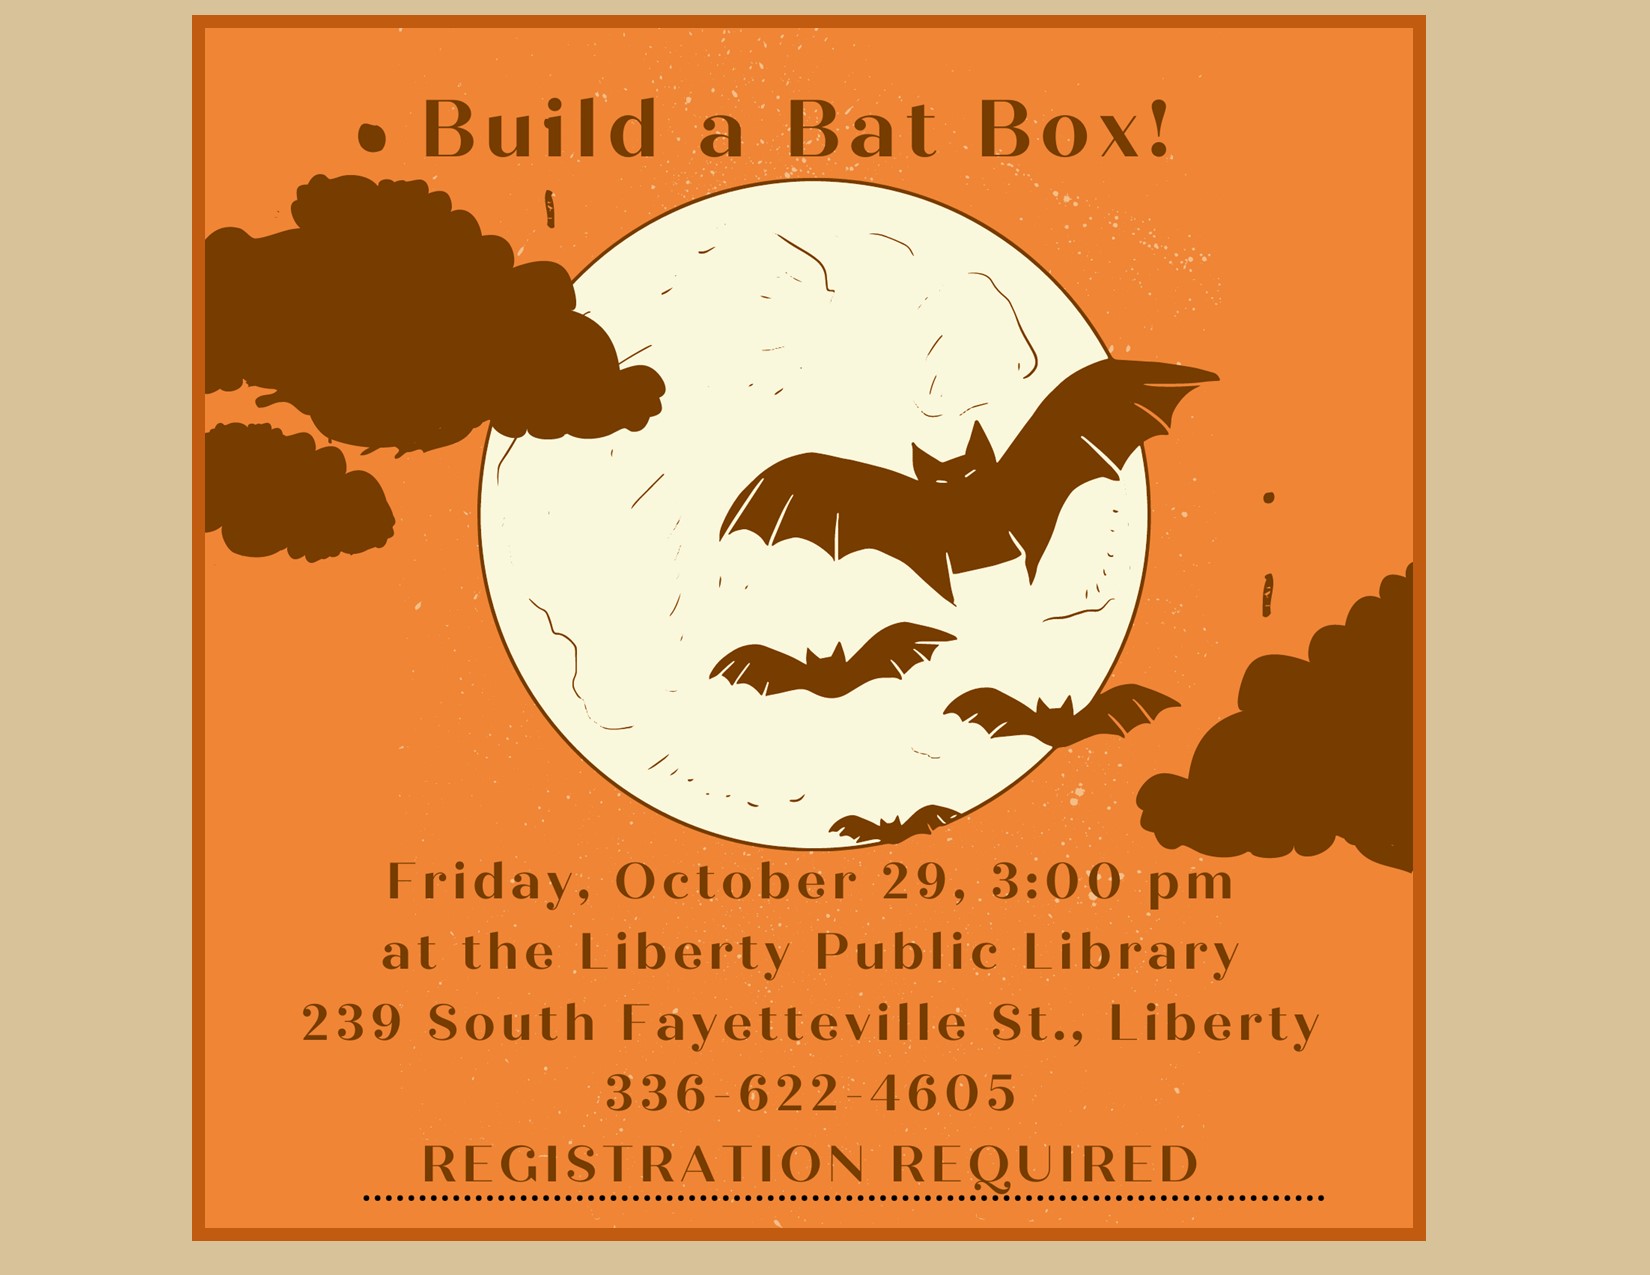 Build a Bat Box!
Friday, October 29, 3:00 pm
at the Liberty Public Library
239 South Fayetteville St., Liberty
336-622-4605
REGISTRATION REQUIRED